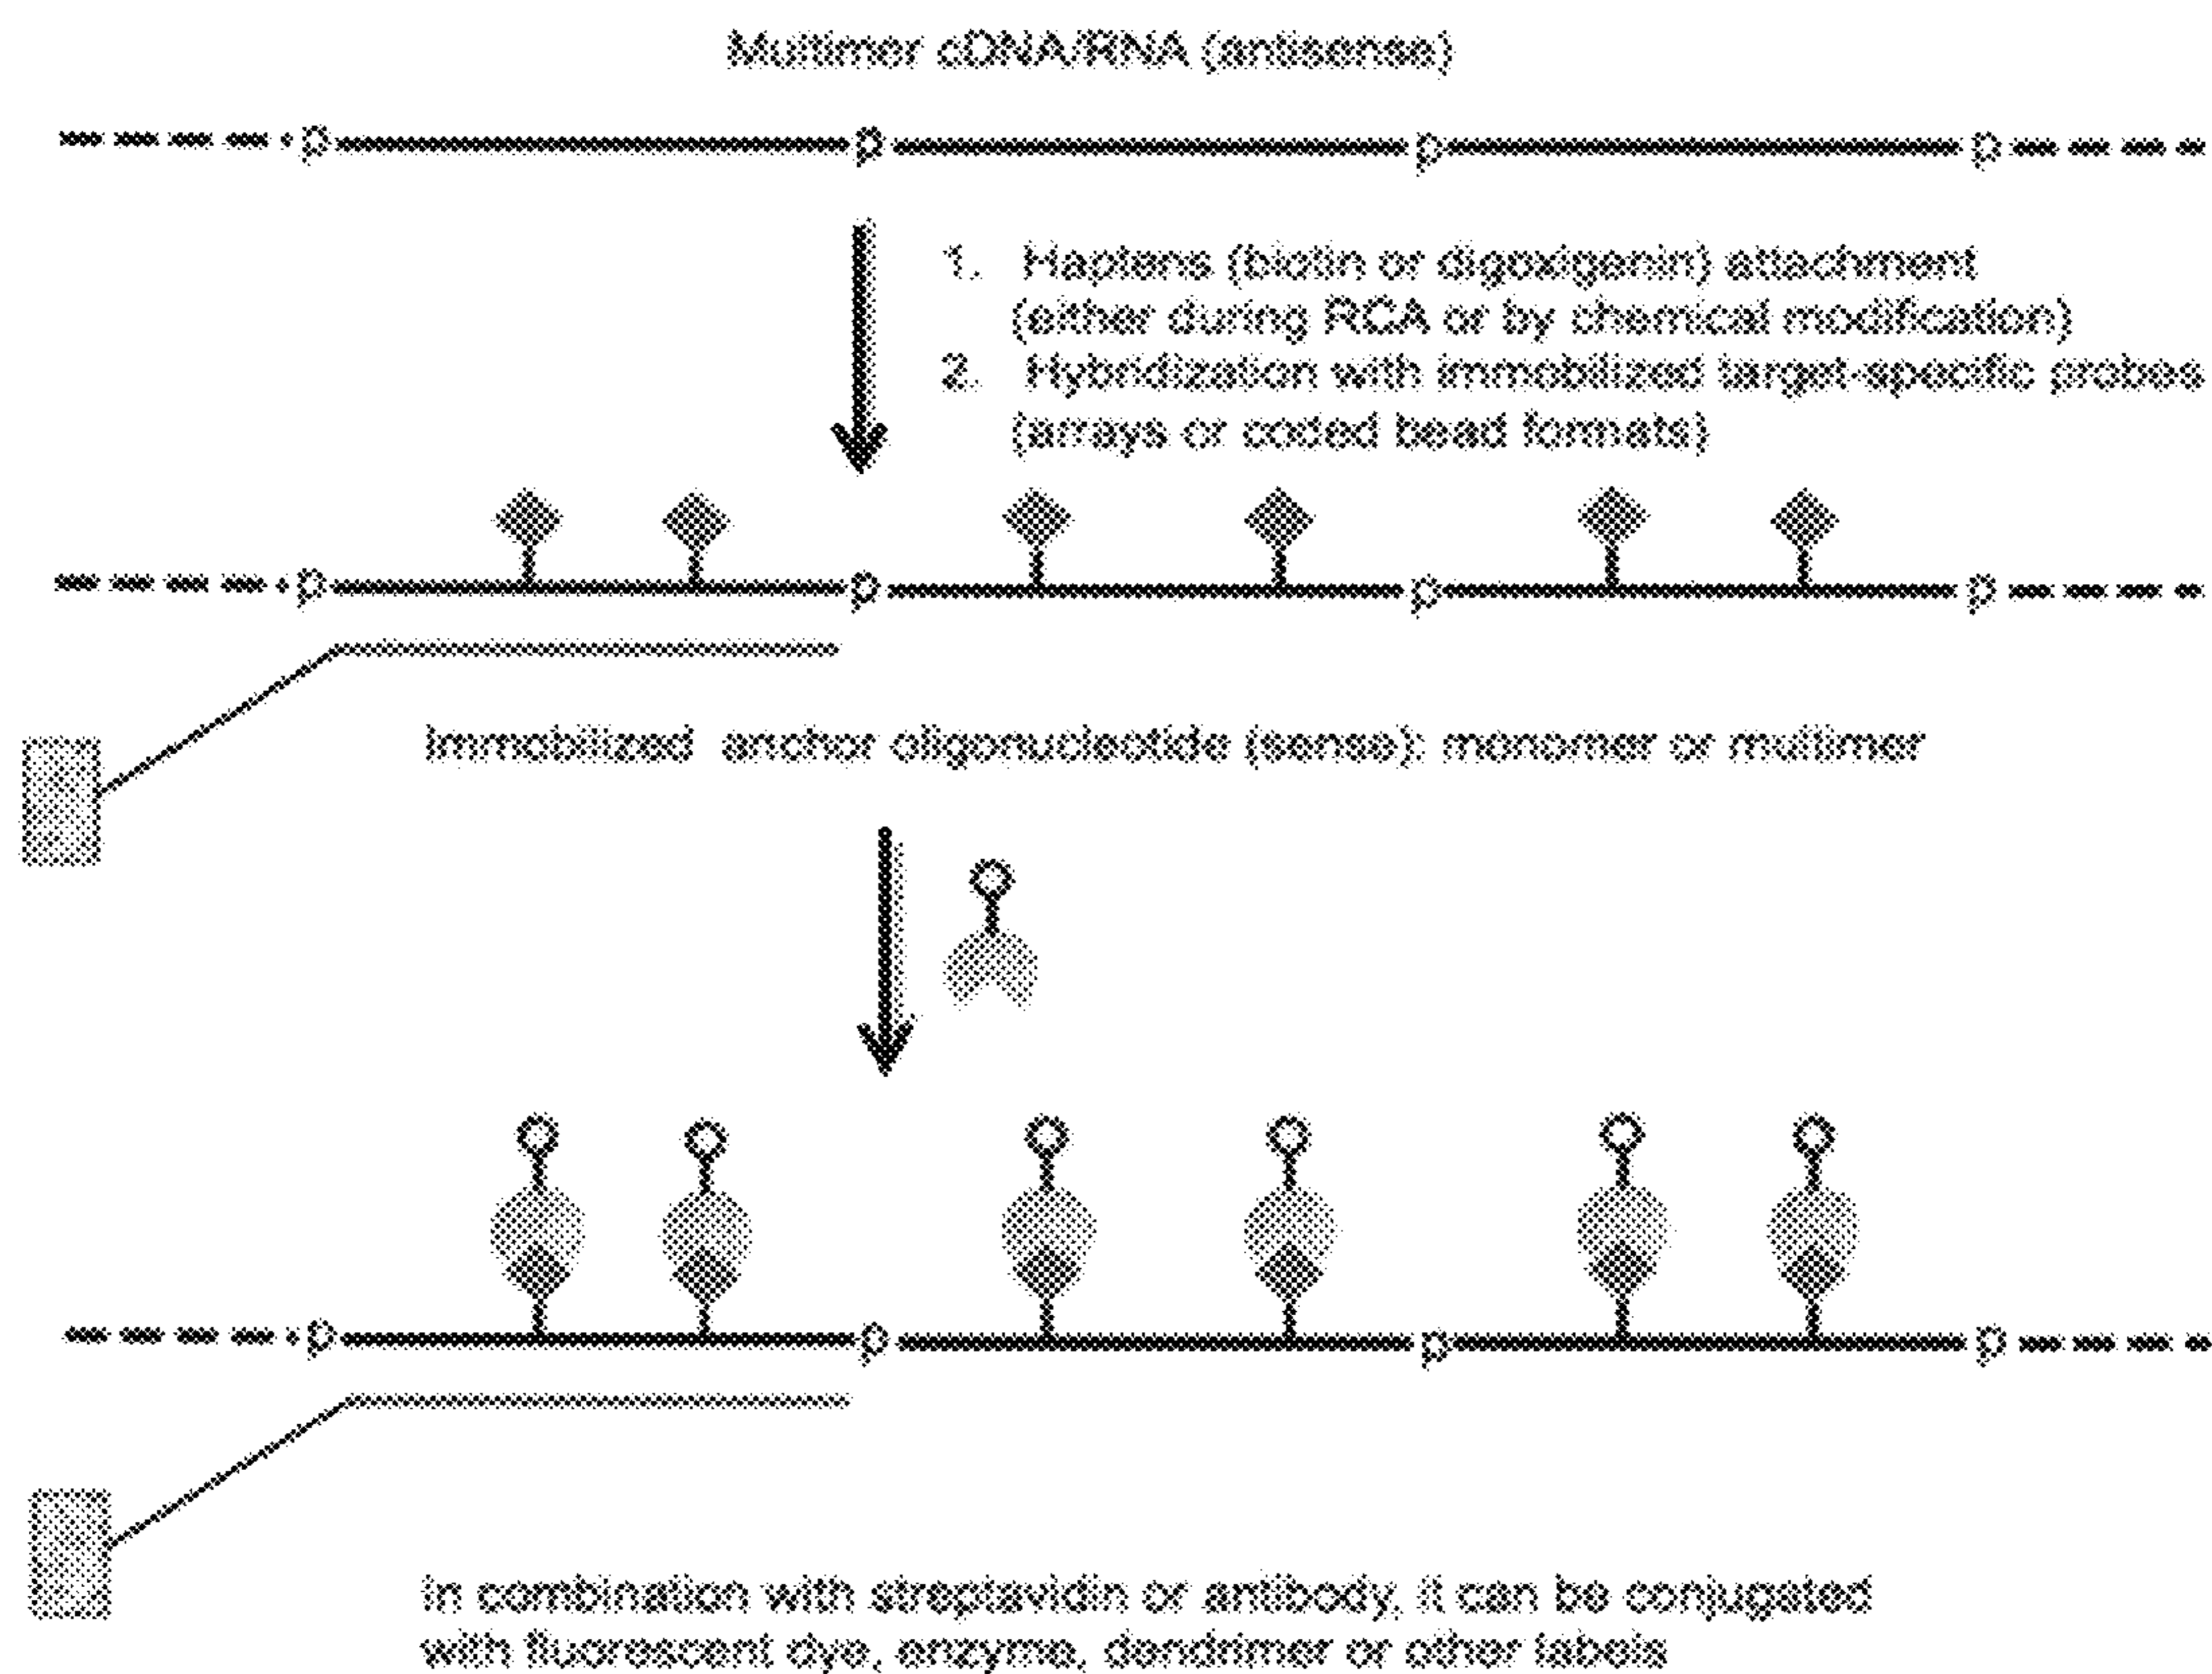 Multimer cDNA/RNA (antisense)
p p p p
1. Haptens (biotin or digoxigenin) attachment
(either during RCA or by chemical modification)
2. Hybridization with immobilized target-specific probes
(arrays or coded bead formats)
p p p p
Immobilized anchor oligonucleotide (sense): monomer or multimer
p p p p
In combination with streptavidin or antibody, it can be conjugated
with fluorescent dye, enzyme, dendrimer or other labels